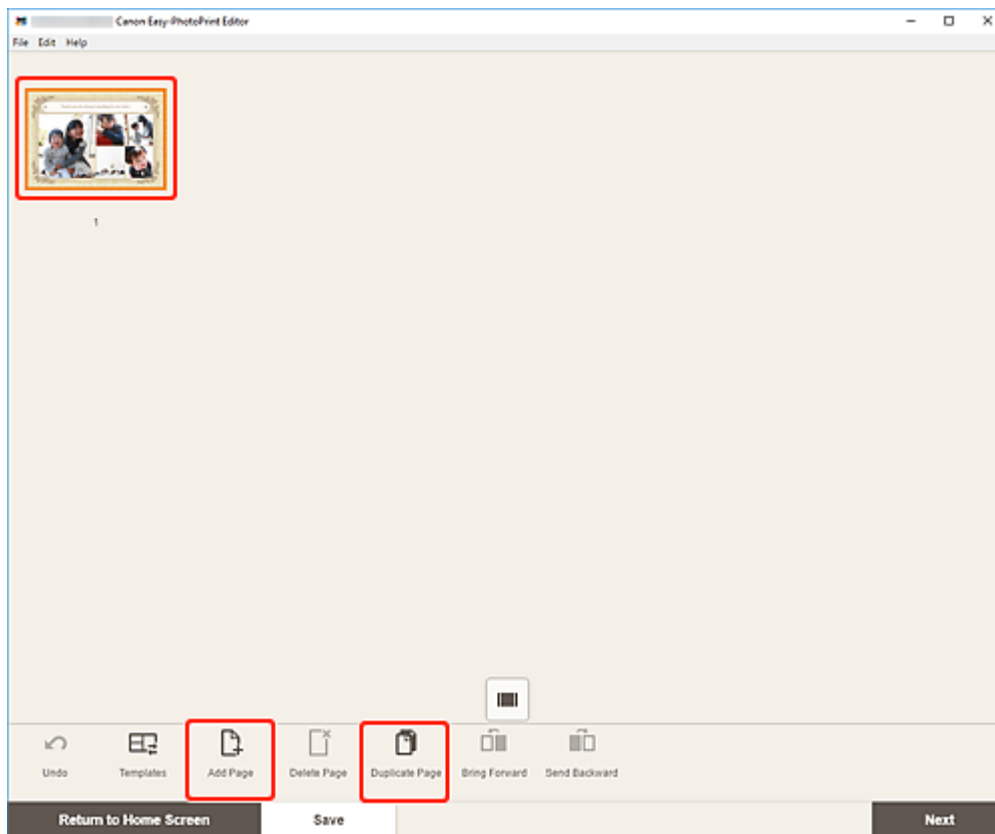 Canon Easy-PhotoPrint Editor
File Edit Help
1
Undo Templates Add Page Delete Page Duplicate Page Bring Forward Send Backward
Return to Home Screen Save Next